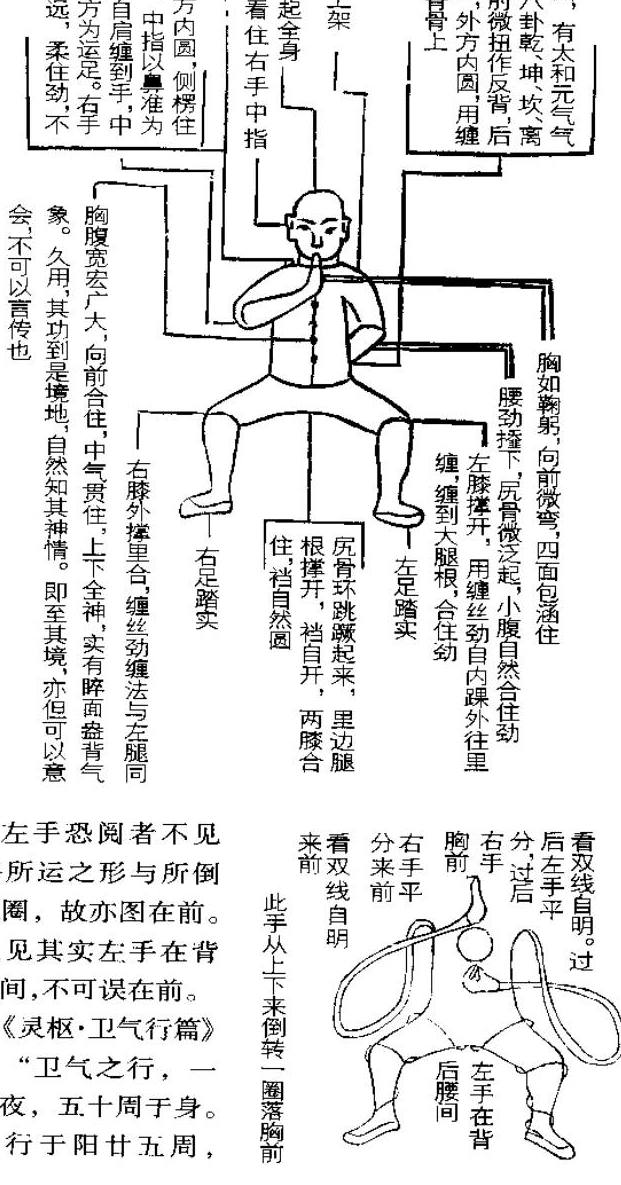 有太和元气气
八卦乾、坤、坎、离
前微扭作反背,后
,外方内圆,用缠
骨上
上架
起全身
看住右手中指
方内圆,侧楞住
中指以鼻准为
自肩缠到手,中
方为运足。右手
远,柔住劲,不
胸如鞠躬,向前微弯,四面包涵住
腰劲下,尻骨微泛起,小腹自然合住劲
左膝撑开,用缠丝劲自内踝外往里
缠,缠到大腿根,合住劲
左足踏实
尻骨环跳蹶起来,里边腿
根撑开,裆自开,两膝合
住,裆自然圆
右足踏实
右膝外撑里合,缠丝劲缠法与左腿同
胸腹宽宏广大,向前合住,中气贯住,上下全神,实有睟面盎背气
象。久用,其功到是境地,自然知其神情。即至其境,亦但可以意
会,不可以言传也
看双线自明。过
后左手平
分,过后
右手
胸前
右手平
分来前
看双线自明
来前
此手从上下来倒转一圈落胸前
左手在背
后腰间
左手恐阅者不见
所运之形与所倒
圈,故亦图在前。
见其实左手在背
间,不可误在前。
《灵枢·卫气行篇》
“卫气之行,一
夜,五十周于身。
行于阳廿五周,